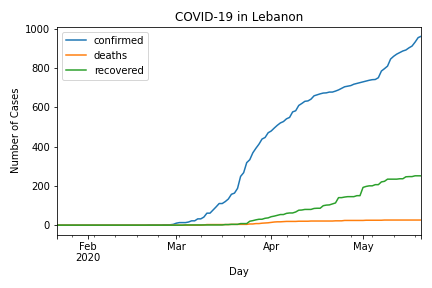 COVID-19 in Lebanon
confirmed
deaths
recovered
1000
800
600
400
200
0
Number of Cases
Feb
2020
Mar
Apr
May
Day